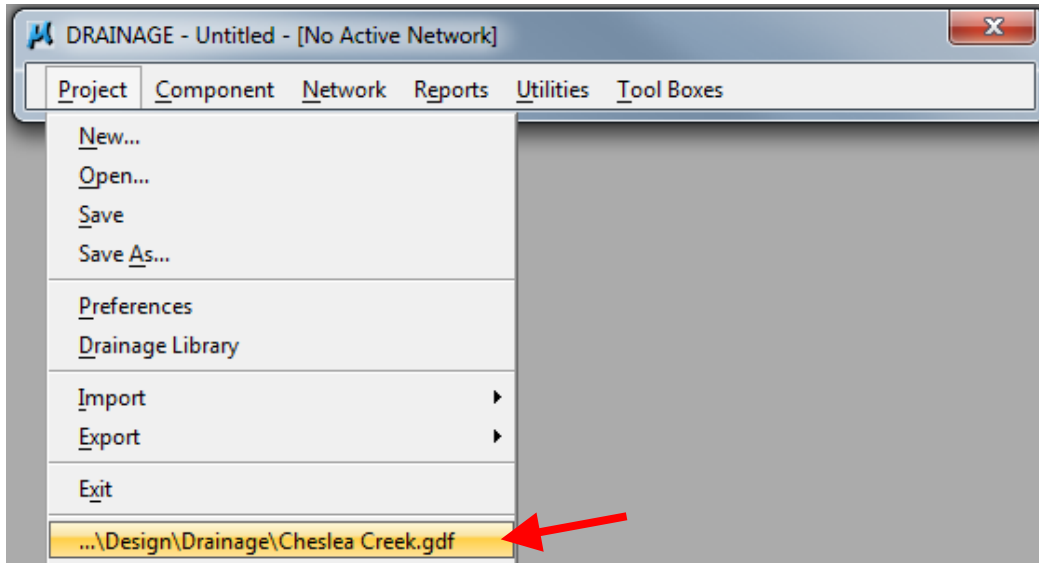 DRAINAGE - Untitled - [No Active Network]
Project Component Network Reports Utilities Tool Boxes
New...
Open...
Save
Save As...
Preferences
Drainage Library
Import
Export
Exit
...\Design\Drainage\Cheslea Creek.gdf